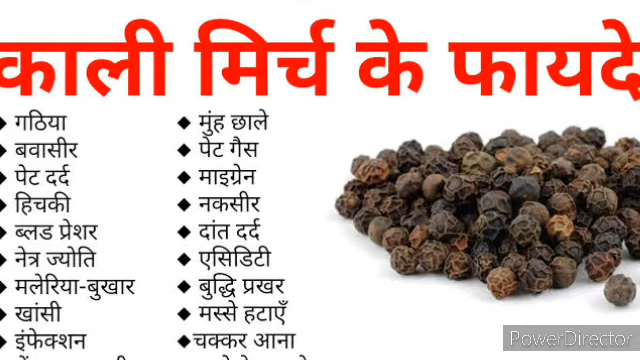 काली मिर्च के फायदे
◆ गठिया
◆ बवासीर
◆ पेट दर्द
◆ हिचकी
◆ ब्लड प्रेशर
◆ नेत्र ज्योति
◆ मलेरिया-बुखार
◆ खांसी
◆ इंफेक्शन
◆ मुंह छाले
◆ पेट गैस
◆ माइग्रेन
◆ नकसीर
◆ दांत दर्द
◆ एसिडिटी
◆ बुद्धि प्रखर
◆ मस्से हटाएँ
◆चक्कर आना
PowerDirector